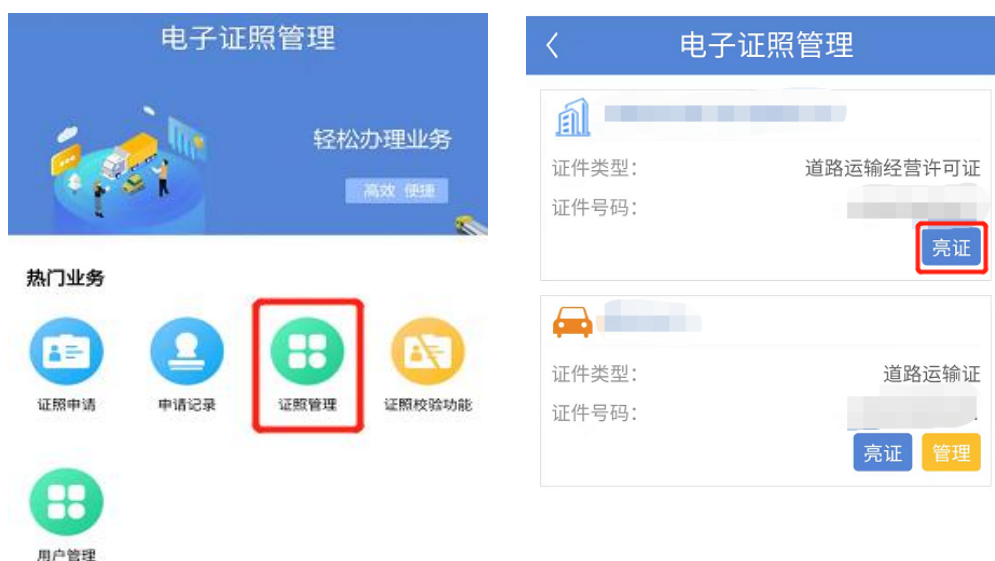 电子证照管理
轻松办理业务
高效 便捷
热门业务
证照申请
申请记录
证照管理
证照校验功能
用户管理
电子证照管理
证件类型：
道路运输经营许可证
证件号码：
亮证
证件类型：
道路运输证
证件号码：
亮证
管理